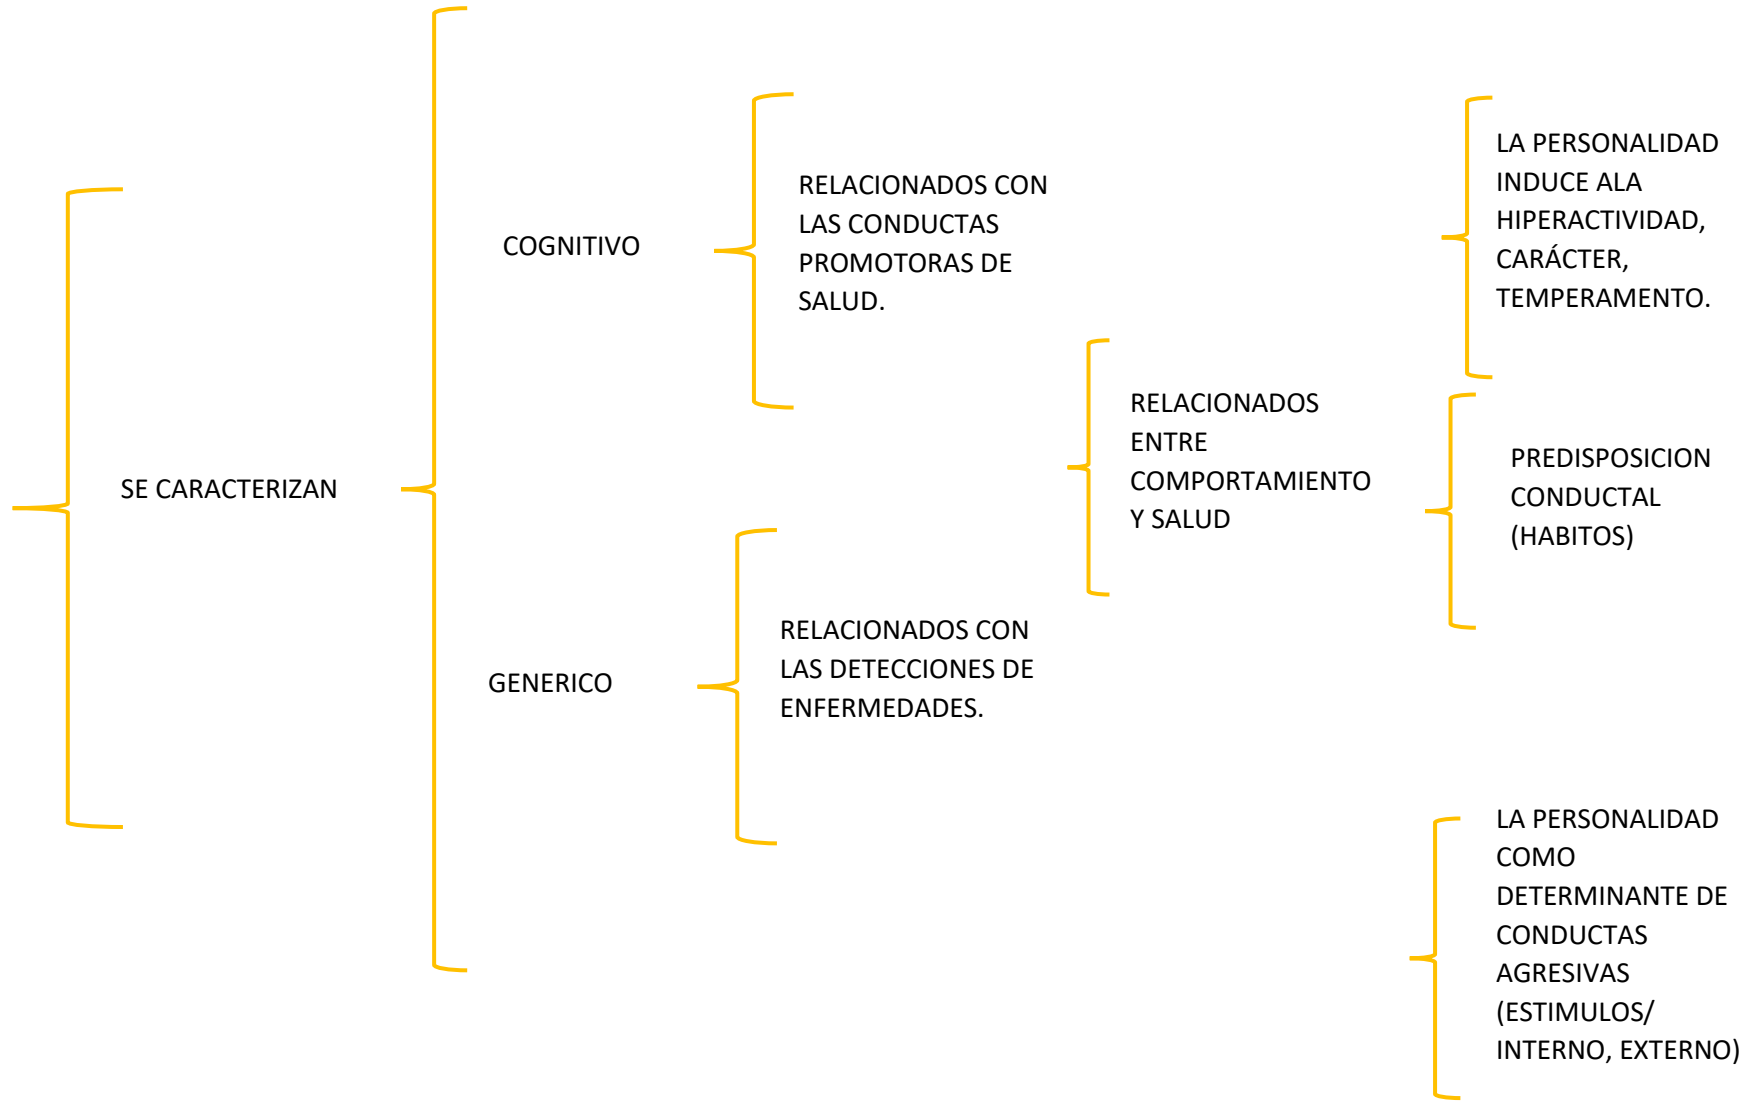 SE CARACTERIZAN
COGNITIVO
RELACIONADOS CON
LAS CONDUCTAS
PROMOTORAS DE
SALUD.
GENERICO
RELACIONADOS CON
LAS DETECCIONES DE
ENFERMEDADES.
RELACIONADOS
ENTRE
COMPORTAMIENTO
Y SALUD
LA PERSONALIDAD
INDUCE ALA
HIPERACTIVIDAD,
CARÁCTER,
TEMPERAMENTO.
PREDISPOSICION
CONDUCTAL
(HABITOS)
LA PERSONALIDAD
COMO
DETERMINANTE DE
CONDUCTAS
AGRESIVAS
(ESTIMULOS/
INTERNO, EXTERNO)